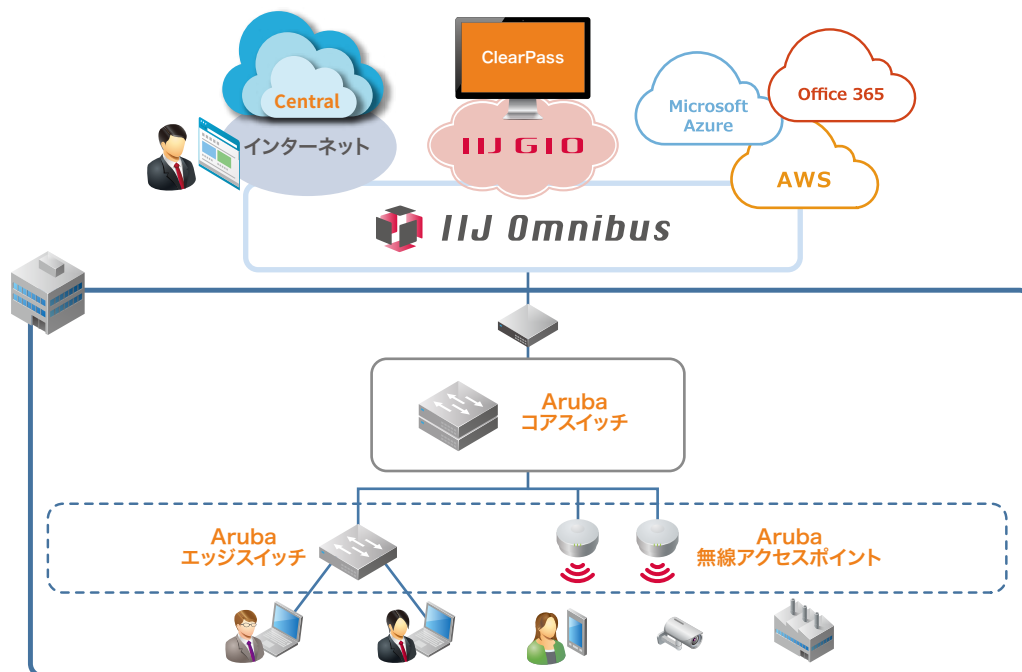 ClearPass
Central
インターネット
IIJ GIO
Microsoft
Azure
Office 365
AWS
IIJ Omnibus
Aruba
コアスイッチ
Aruba
エッジスイッチ
Aruba
無線アクセスポイント